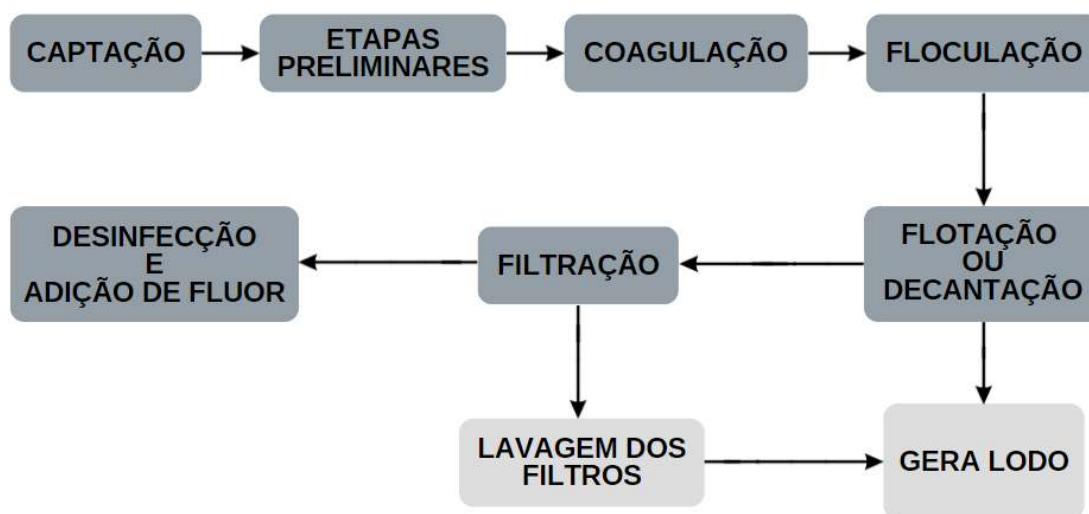 CAPTAÇÃO
ETAPAS
PRELIMINARES
COAGULAÇÃO
FLOCULAÇÃO
DESINFECÇÃO
E
ADIÇÃO DE FLUOR
FILTRAÇÃO
FLOTAÇÃO
OU
DECANTAÇÃO
LAVAGEM DOS
FILTROS
GERA LODO